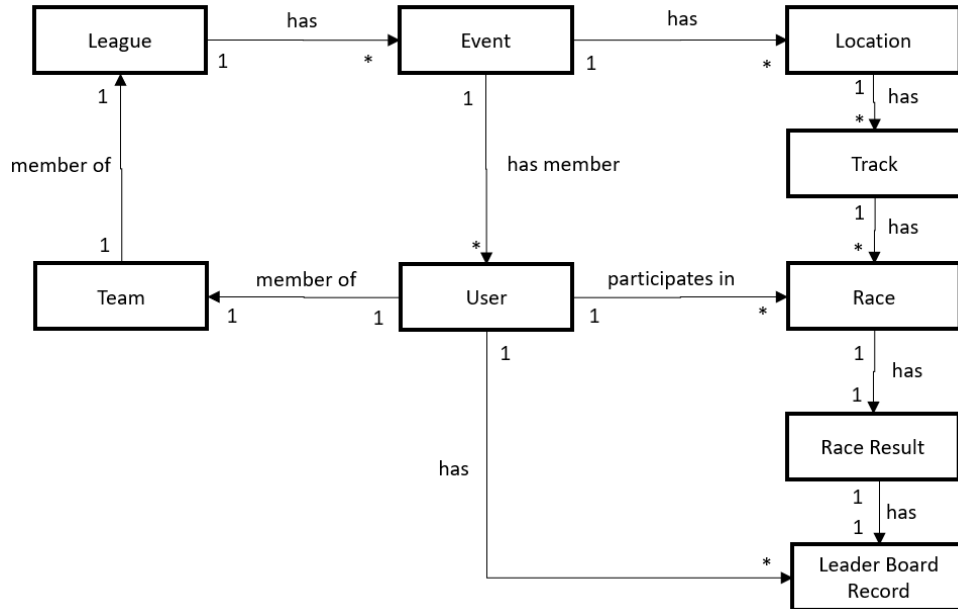 has
has
League
Event
Location
1
*
1
*
1
1
1
has
*
member of
has member
Track
1
has
1
*
*
member of
participates in
Team
User
Race
1
1
1
*
1
1
has
1
Race Result
has
1
has
1
*
Leader Board
Record